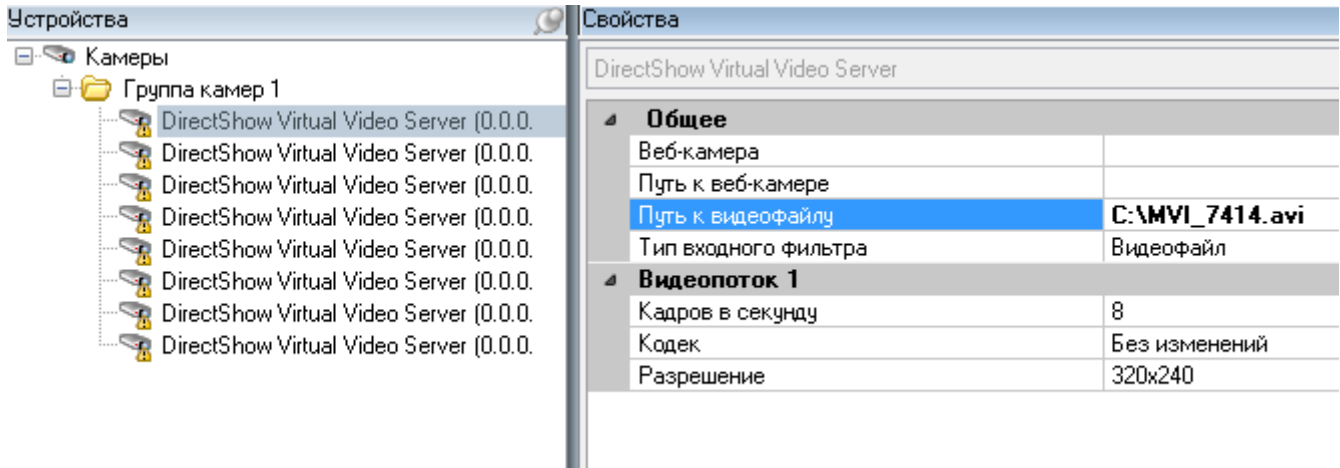 Устройства
Камеры
Группа камер 1
DirectShow Virtual Video Server (0.0.0.
DirectShow Virtual Video Server (0.0.0.
DirectShow Virtual Video Server (0.0.0.
DirectShow Virtual Video Server (0.0.0.
DirectShow Virtual Video Server (0.0.0.
DirectShow Virtual Video Server (0.0.0.
DirectShow Virtual Video Server (0.0.0.
DirectShow Virtual Video Server (0.0.0.
Свойства
DirectShow Virtual Video Server
Общее
Веб-камера
Путь к веб-камере
Путь к видеофайлу C:\MVI_7414.avi
Тип входного фильтра Видеофайл
Видеопоток 1
Кадров в секунду 8
Кодек Без изменений
Разрешение 320x240